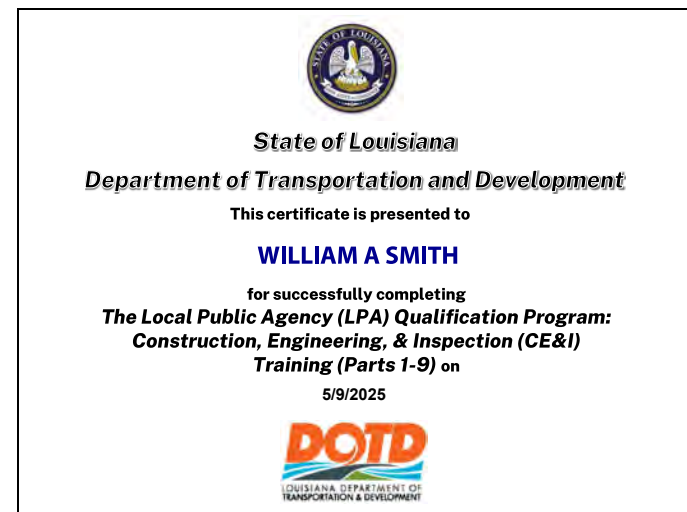 STATE OF LOUISIANA
State of Louisiana
Department of Transportation and Development
This certificate is presented to
WILLIAM A SMITH
for successfully completing
The Local Public Agency (LPA) Qualification Program:
Construction, Engineering, & Inspection (CE&I)
Training (Parts 1-9) on
5/9/2025
DOTD
LOUISIANA DEPARTMENT OF
TRANSPORTATION & DEVELOPMENT